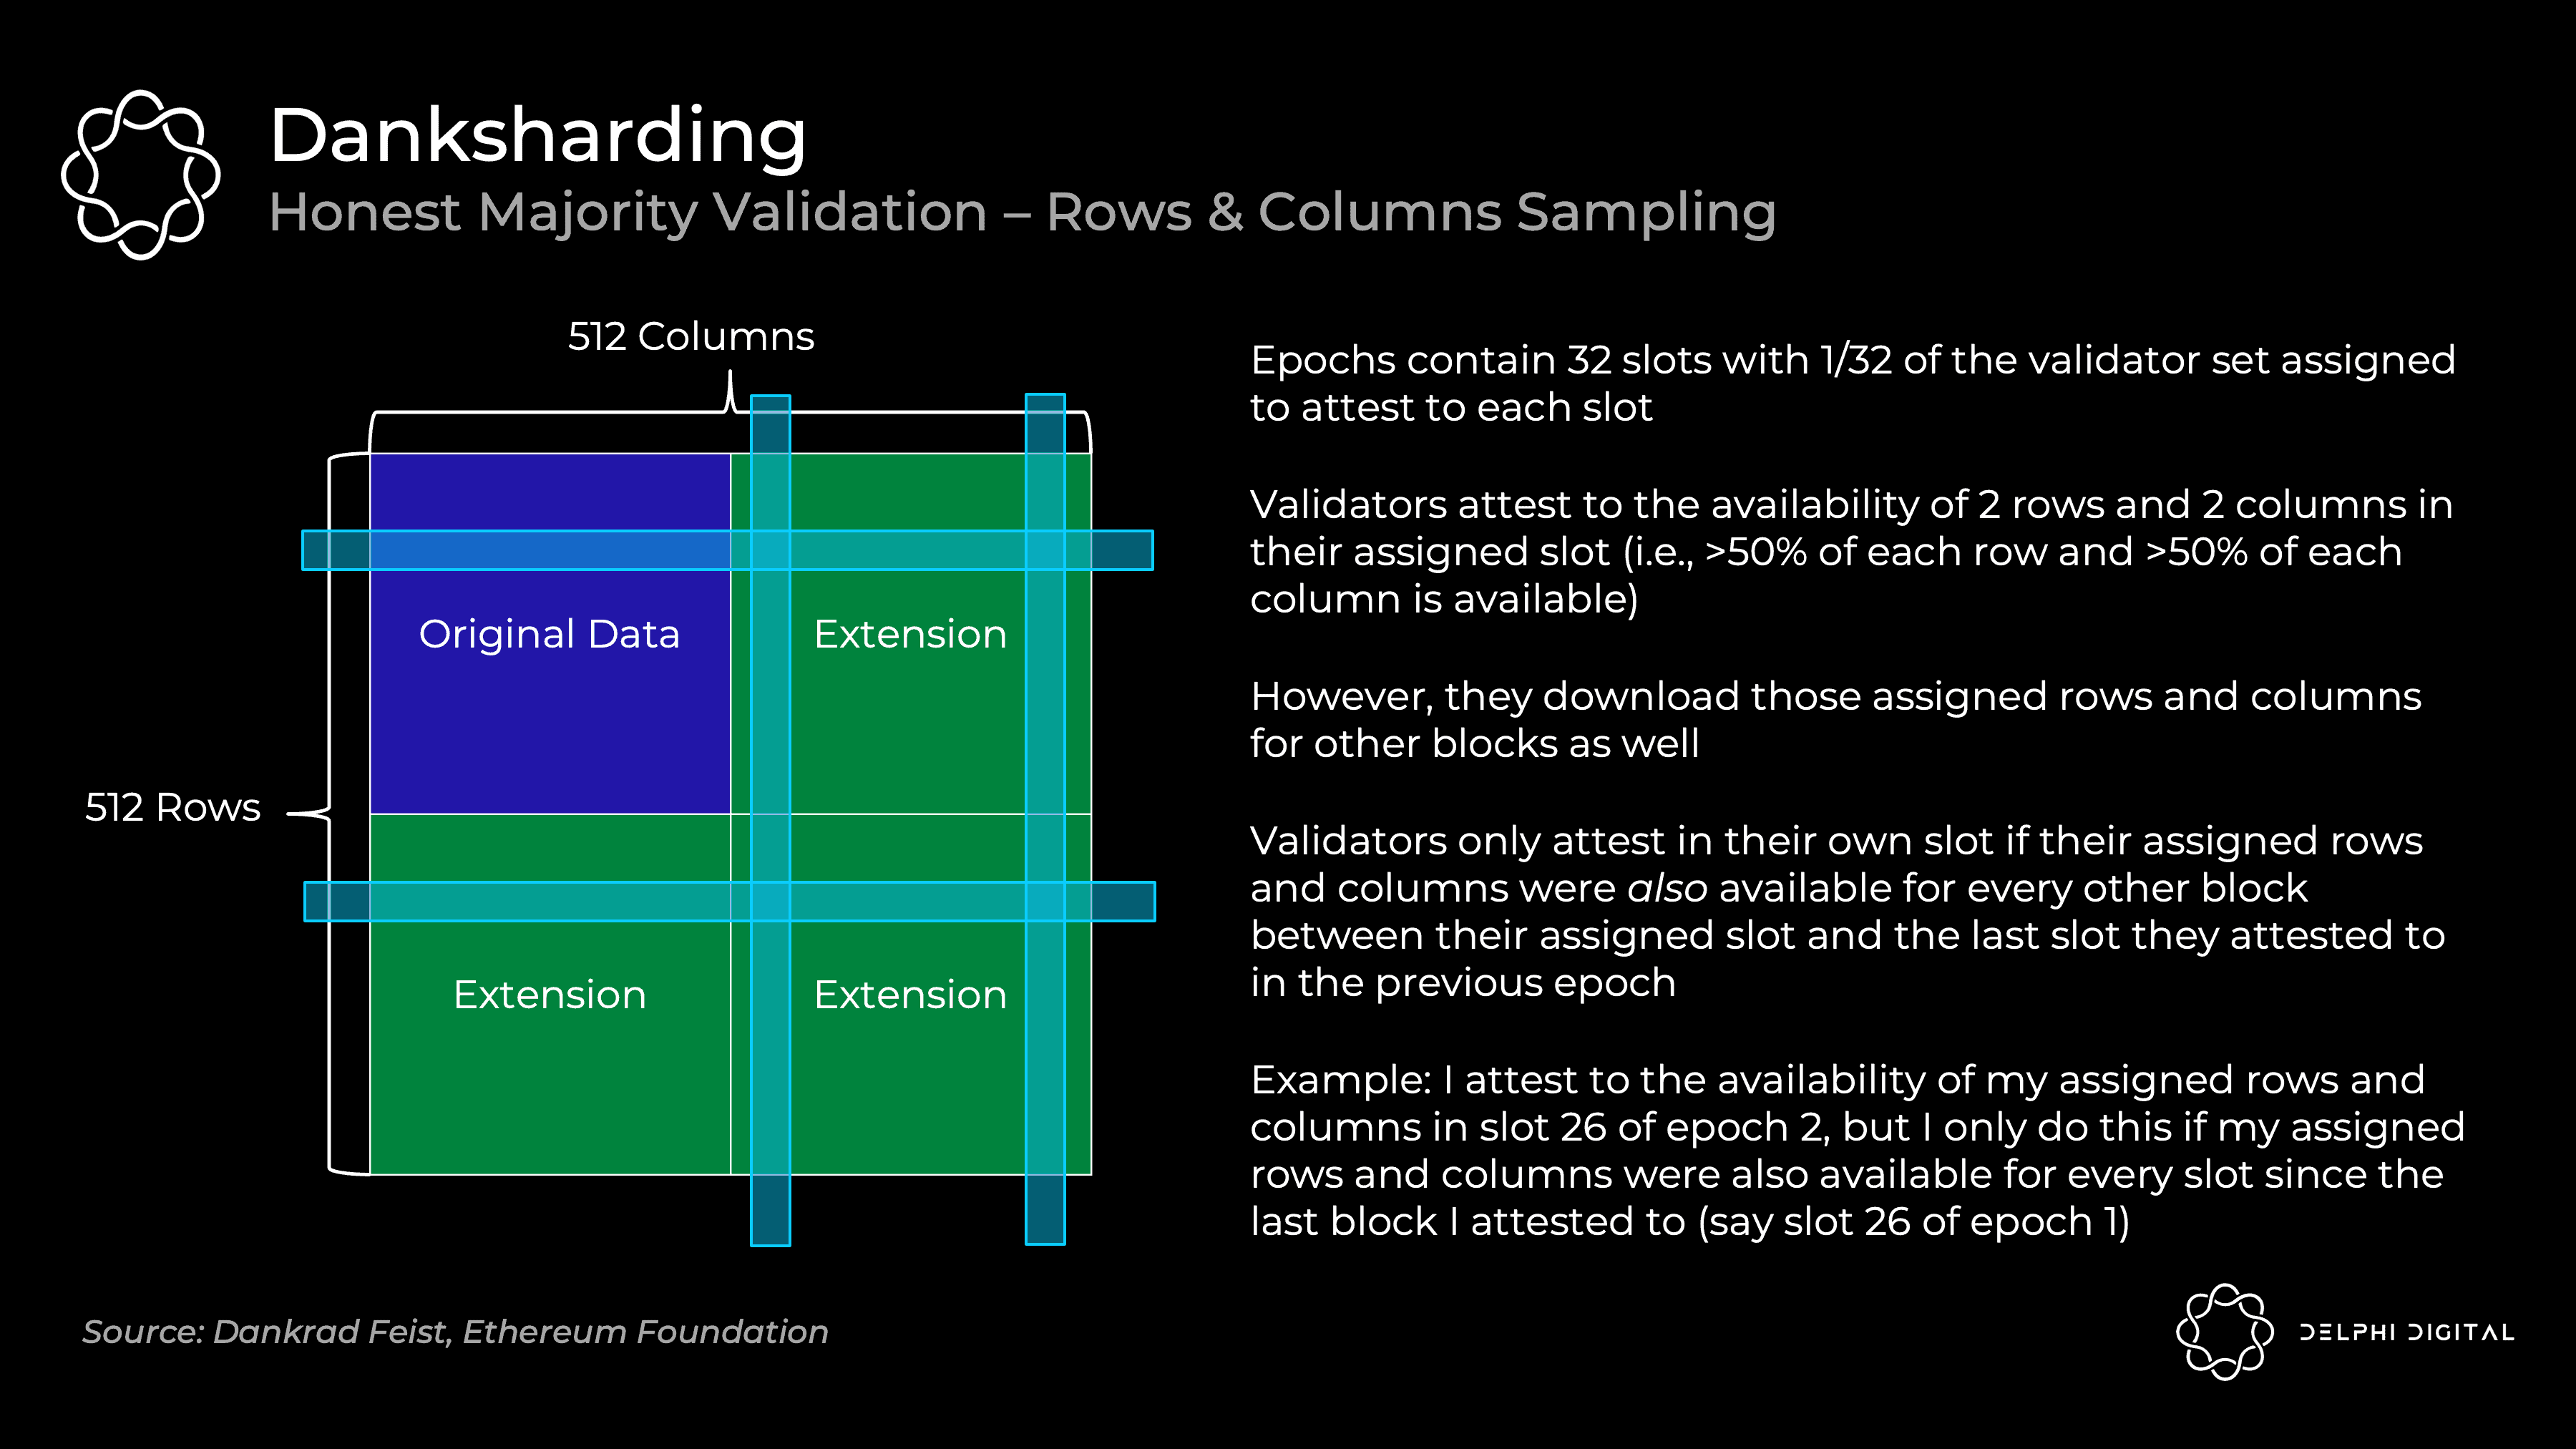 Danksharding
Honest Majority Validation – Rows & Columns Sampling
512 Columns
512 Rows
Original Data
Extension
Extension
Extension
Epochs contain 32 slots with 1/32 of the validator set assigned
to attest to each slot
Validators attest to the availability of 2 rows and 2 columns in
their assigned slot (i.e., >50% of each row and >50% of each
column is available)
However, they download those assigned rows and columns
for other blocks as well
Validators only attest in their own slot if their assigned rows
and columns were also available for every other block
between their assigned slot and the last slot they attested to
in the previous epoch
Example: I attest to the availability of my assigned rows and
columns in slot 26 of epoch 2, but I only do this if my assigned
rows and columns were also available for every slot since the
last block I attested to (say slot 26 of epoch 1)
Source: Dankrad Feist, Ethereum Foundation
DELPHI DIGITAL